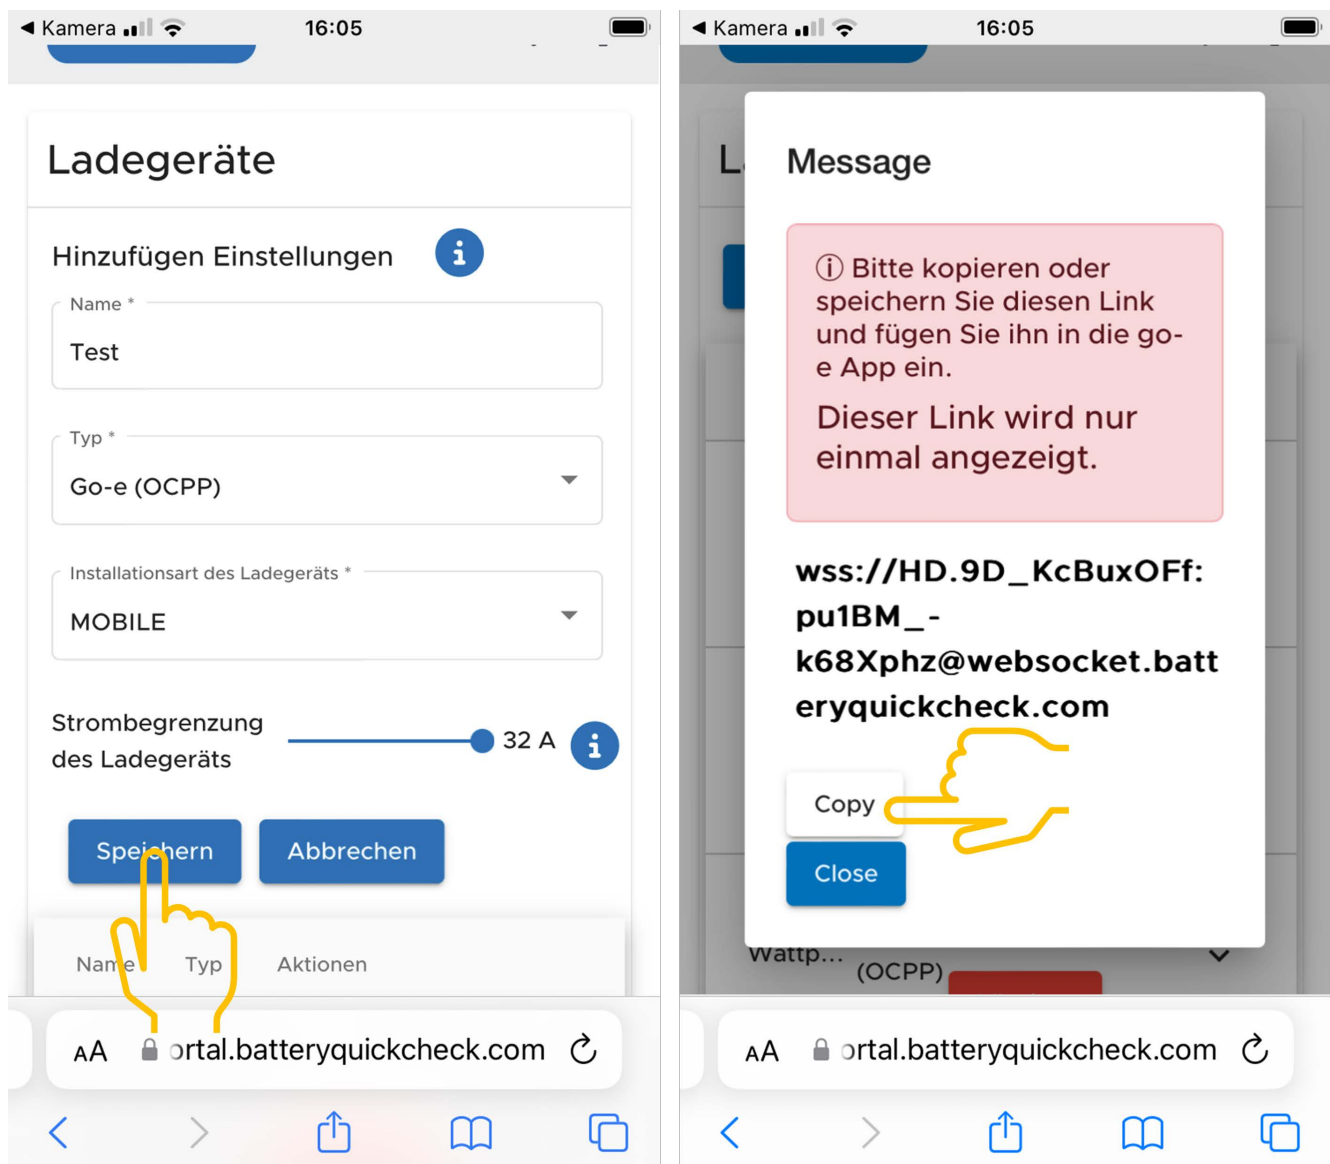 Kamera
16:05
Ladegeräte
Hinzufügen Einstellungen
Name *
Test
Typ *
Go-e (OCPP)
Installationsart des Ladegeräts *
MOBILE
Strombegrenzung
des Ladegeräts
32 A
Speichern
Abbrechen
Name
Typ
Aktionen
AA
ortal.batteryquickcheck.com
Kamera
16:05
Message
Bitte kopieren oder
speichern Sie diesen Link
und fügen Sie ihn in die go-
e App ein.
Dieser Link wird nur
einmal angezeigt.
wss://HD.9D_KcBuxOFf:
pu1BM_-
k68Xphz@websocket.batt
eryquickcheck.com
Copy
Close
Wattp...
(OCPP)
AA
ortal.batteryquickcheck.com